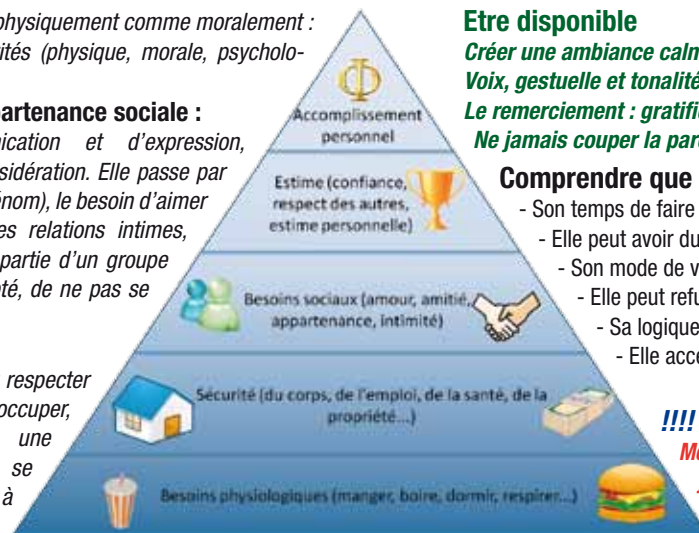 physiquement comme moralement :
ités (physique, morale, psycholo-
partenance sociale :
ication et d'expression,
sidération. Elle passe par
énom), le besoin d'aimer
es relations intimes,
partie d'un groupe
té, de ne pas se
respecter
occuper,
une
se
à
Φ
Accomplissement
personnel
Estime (confiance,
respect des autres,
estime personnelle)
Besoins sociaux (amour, amitié,
appartenance, intimité)
Sécurité (du corps, de l'emploi, de la santé, de la
propriété...)
Besoins physiologiques (manger, boire, dormir, respirer...)
Etre disponible
Créer une ambiance calm
Voix, gestuelle et tonalité
Le remerciement : gratifi
Ne jamais couper la par
Comprendre que
- Son temps de faire
- Elle peut avoir du
- Son mode de v
- Elle peut refu
- Sa logique
- Elle acce
!!!!